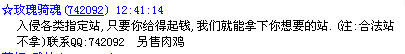 ☆玫瑰骑魂(742092) 12:41:14
入侵各类指定站,只要你给得起钱,我们就能拿下你想要的站.(注:合法站
不拿)联系QQ:742092  另售肉鸡